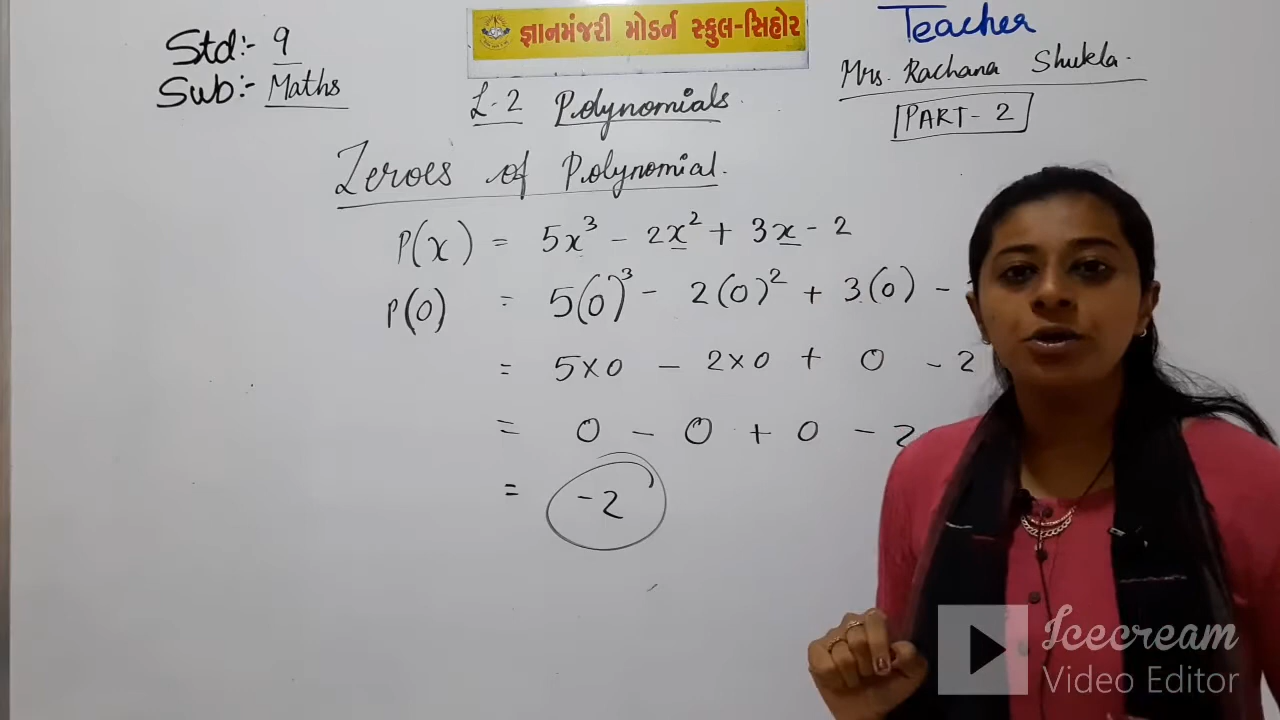 Std:- 9
Sub:- Maths
જ્ઞાનમંજરી મોડર્ન સ્કુલ-સિહોર
Teacher
Mrs. Rachana Shukla.
PART-2
L-2 Polynomials.
Zeroes of Polynomial.
P(x) = 5x³ - 2x² + 3x - 2
P(0) = 5(0)³ - 2(0)² + 3(0) -
= 5×0 - 2×0 + 0 - 2
= 0 - 0 + 0 - 2
= -2
Icecream
Video Editor